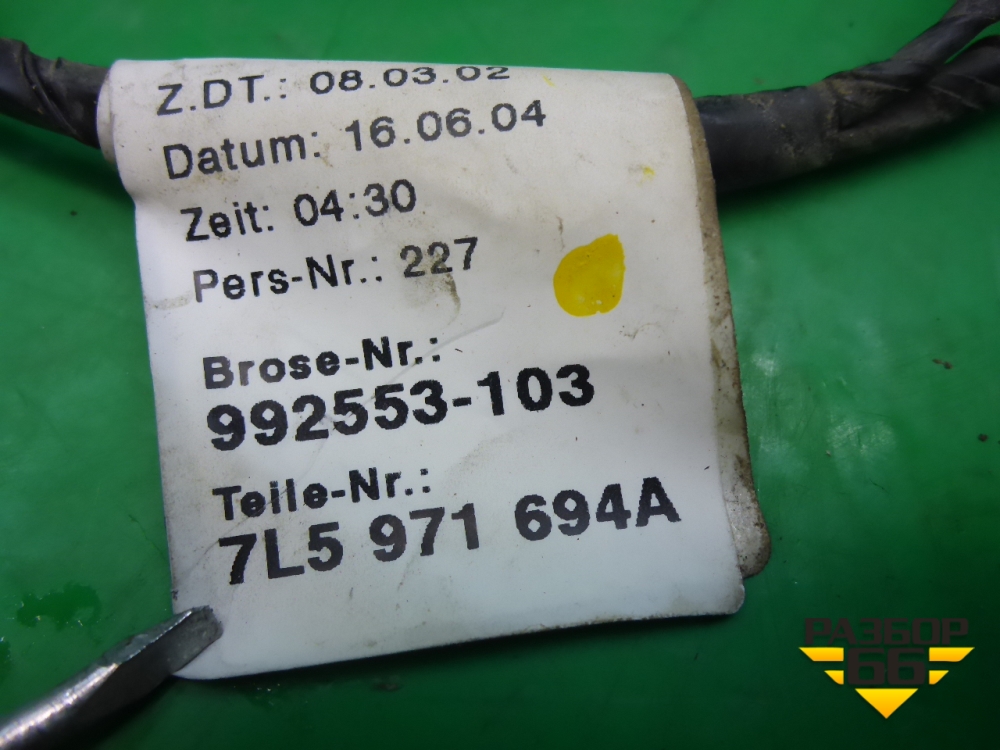 Z.DT.: 08.03.02
Datum: 16.06.04
Zeit: 04:30
Pers-Nr.: 227
Brose-Nr.:
992553-103
Teile-Nr.:
7L5 971 694A
РАЗБОР
66